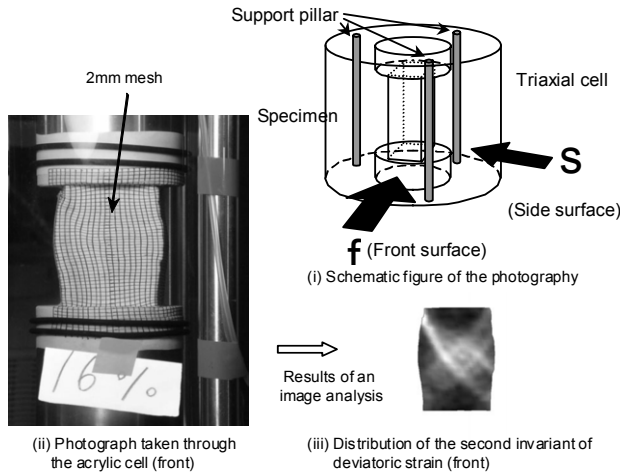 Support pillar
2mm mesh
Triaxial cell
Specimen
S
(Side surface)
f (Front surface)
(i) Schematic figure of the photography
16%
Results of an
image analysis
(ii) Photograph taken through
the acrylic cell (front)
(iii) Distribution of the second invariant of
deviatoric strain (front)